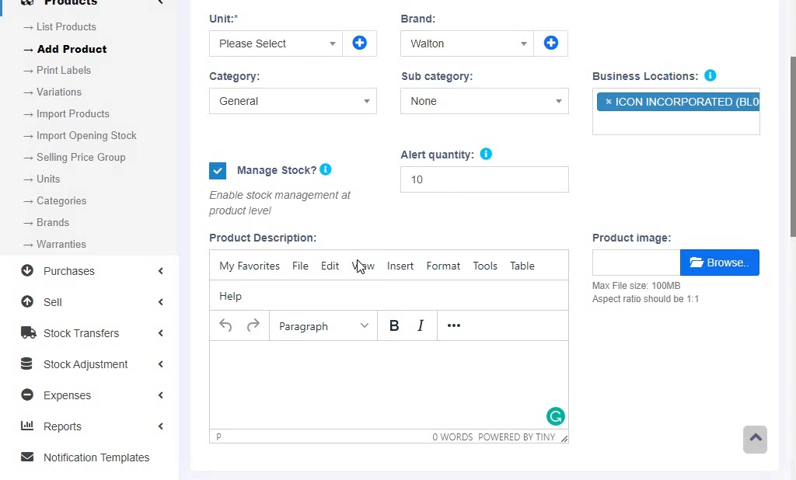 Products
→ List Products
→ Add Product
→ Print Labels
→ Variations
→ Import Products
→ Import Opening Stock
→ Selling Price Group
→ Units
→ Categories
→ Brands
→ Warranties
Purchases
Sell
Stock Transfers
Stock Adjustment
Expenses
Reports
Notification Templates
Unit:* Brand:
Please Select Walton
Category: Sub category: Business Locations:
General None × ICON INCORPORATED (BL0
Manage Stock? Alert quantity:
10
Enable stock management at
product level
Product Description: Product image:
My Favorites File Edit View Insert Format Tools Table
Browse..
Help
Max File size: 100MB
Aspect ratio should be 1:1
Paragraph B I •••
P 0 WORDS POWERED BY TINY